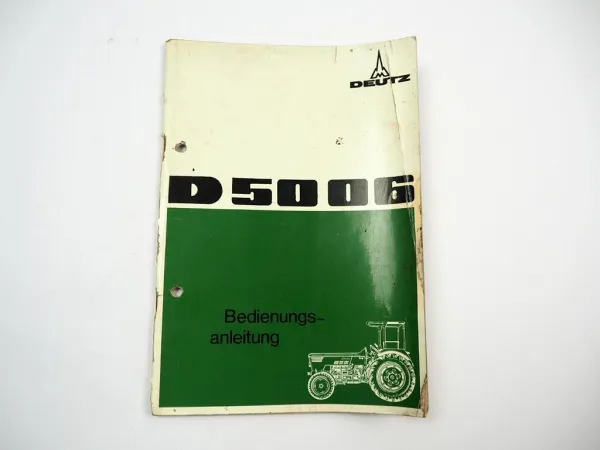 DEUTZ
D 5006
Bedienungs-
anleitung